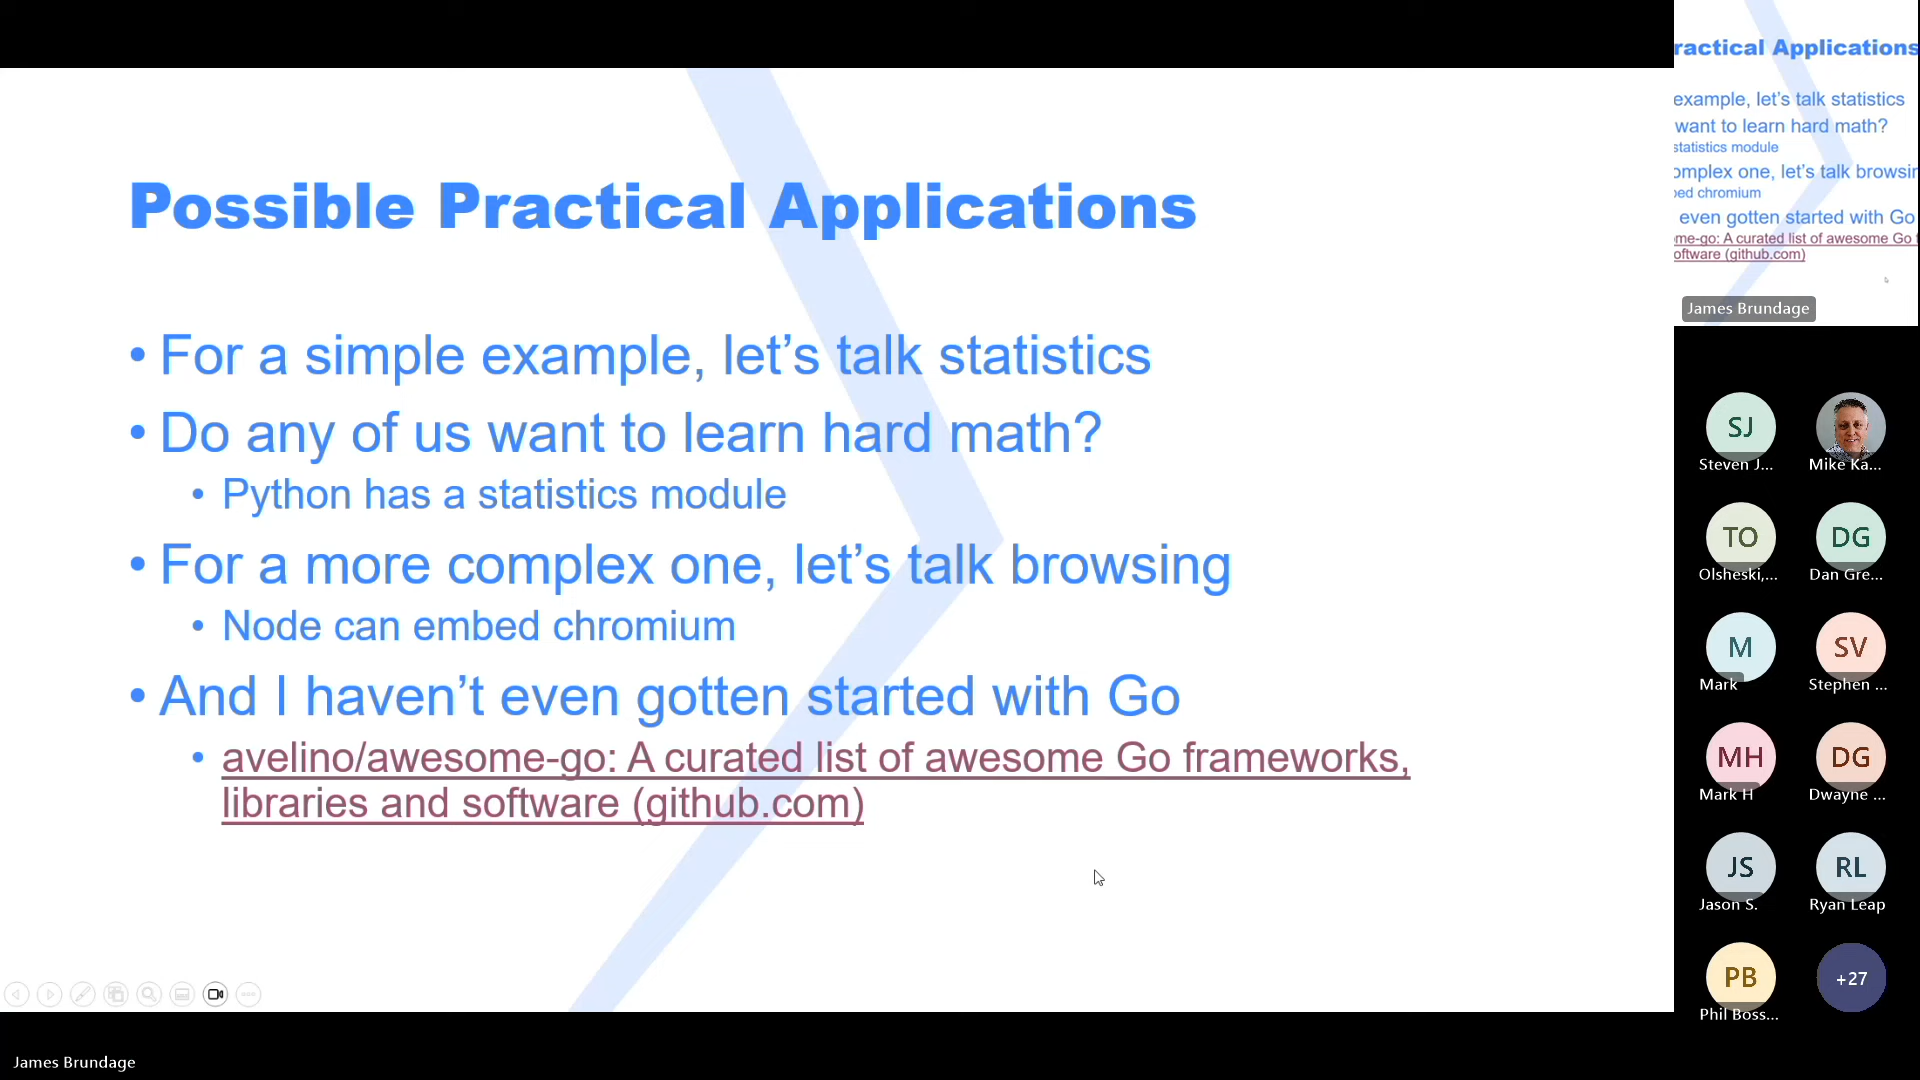 Possible Practical Applications
• For a simple example, let’s talk statistics
• Do any of us want to learn hard math?
• Python has a statistics module
• For a more complex one, let’s talk browsing
• Node can embed chromium
• And I haven’t even gotten started with Go
• avelino/awesome-go: A curated list of awesome Go frameworks,
libraries and software (github.com)
James Brundage
ractical Applications
example, let’s talk statistics
want to learn hard math?
statistics module
omplex one, let’s talk browsin
bed chromium
even gotten started with Go
me-go: A curated list of awesome Go f
oftware (github.com)
James Brundage
SJ
Steven J...
Mike Ka...
TO
Olsheski,...
DG
Dan Gre...
M
Mark
SV
Stephen ...
MH
Mark H
DG
Dwayne ...
JS
Jason S.
RL
Ryan Leap
PB
Phil Boss...
+27